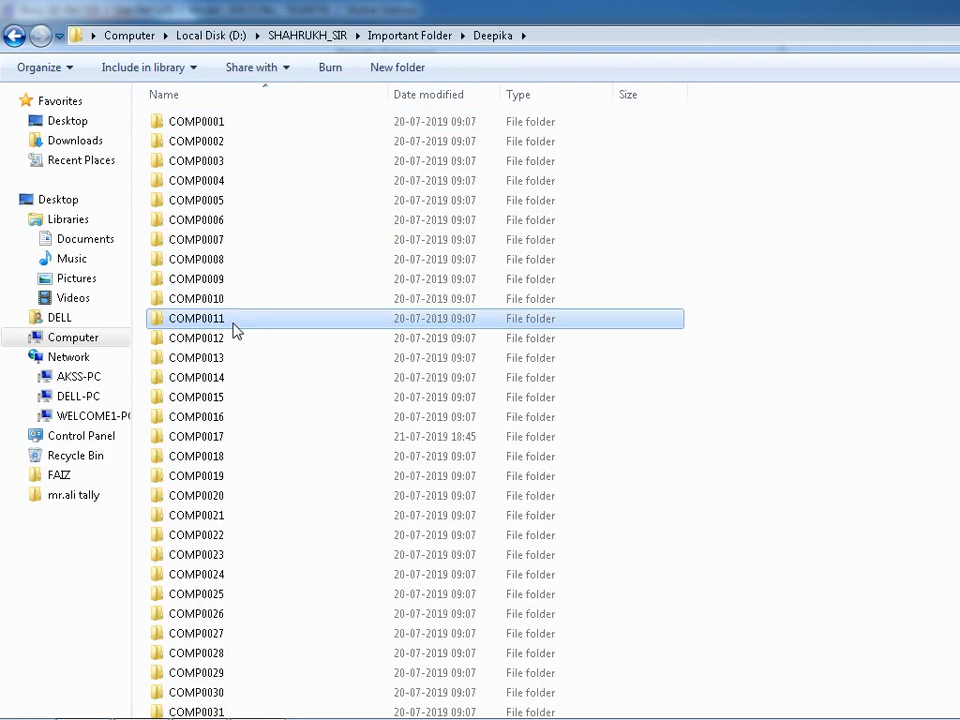 Computer Local Disk (D:) SHAHRUKH_SIR Important Folder Deepika
Organize Include in library Share with Burn New folder
Name Date modified Type Size
Favorites
Desktop
Downloads
Recent Places
Desktop
Libraries
Documents
Music
Pictures
Videos
DELL
Computer
Network
AKSS-PC
DELL-PC
WELCOME1-PC
Control Panel
Recycle Bin
FAIZ
mr.ali tally
COMP0001 20-07-2019 09:07 File folder
COMP0002 20-07-2019 09:07 File folder
COMP0003 20-07-2019 09:07 File folder
COMP0004 20-07-2019 09:07 File folder
COMP0005 20-07-2019 09:07 File folder
COMP0006 20-07-2019 09:07 File folder
COMP0007 20-07-2019 09:07 File folder
COMP0008 20-07-2019 09:07 File folder
COMP0009 20-07-2019 09:07 File folder
COMP0010 20-07-2019 09:07 File folder
COMP0011 20-07-2019 09:07 File folder
COMP0012 20-07-2019 09:07 File folder
COMP0013 20-07-2019 09:07 File folder
COMP0014 20-07-2019 09:07 File folder
COMP0015 20-07-2019 09:07 File folder
COMP0016 20-07-2019 09:07 File folder
COMP0017 21-07-2019 18:45 File folder
COMP0018 20-07-2019 09:07 File folder
COMP0019 20-07-2019 09:07 File folder
COMP0020 20-07-2019 09:07 File folder
COMP0021 20-07-2019 09:07 File folder
COMP0022 20-07-2019 09:07 File folder
COMP0023 20-07-2019 09:07 File folder
COMP0024 20-07-2019 09:07 File folder
COMP0025 20-07-2019 09:07 File folder
COMP0026 20-07-2019 09:07 File folder
COMP0027 20-07-2019 09:07 File folder
COMP0028 20-07-2019 09:07 File folder
COMP0029 20-07-2019 09:07 File folder
COMP0030 20-07-2019 09:07 File folder
COMP0031 20-07-2019 09:07 File folder